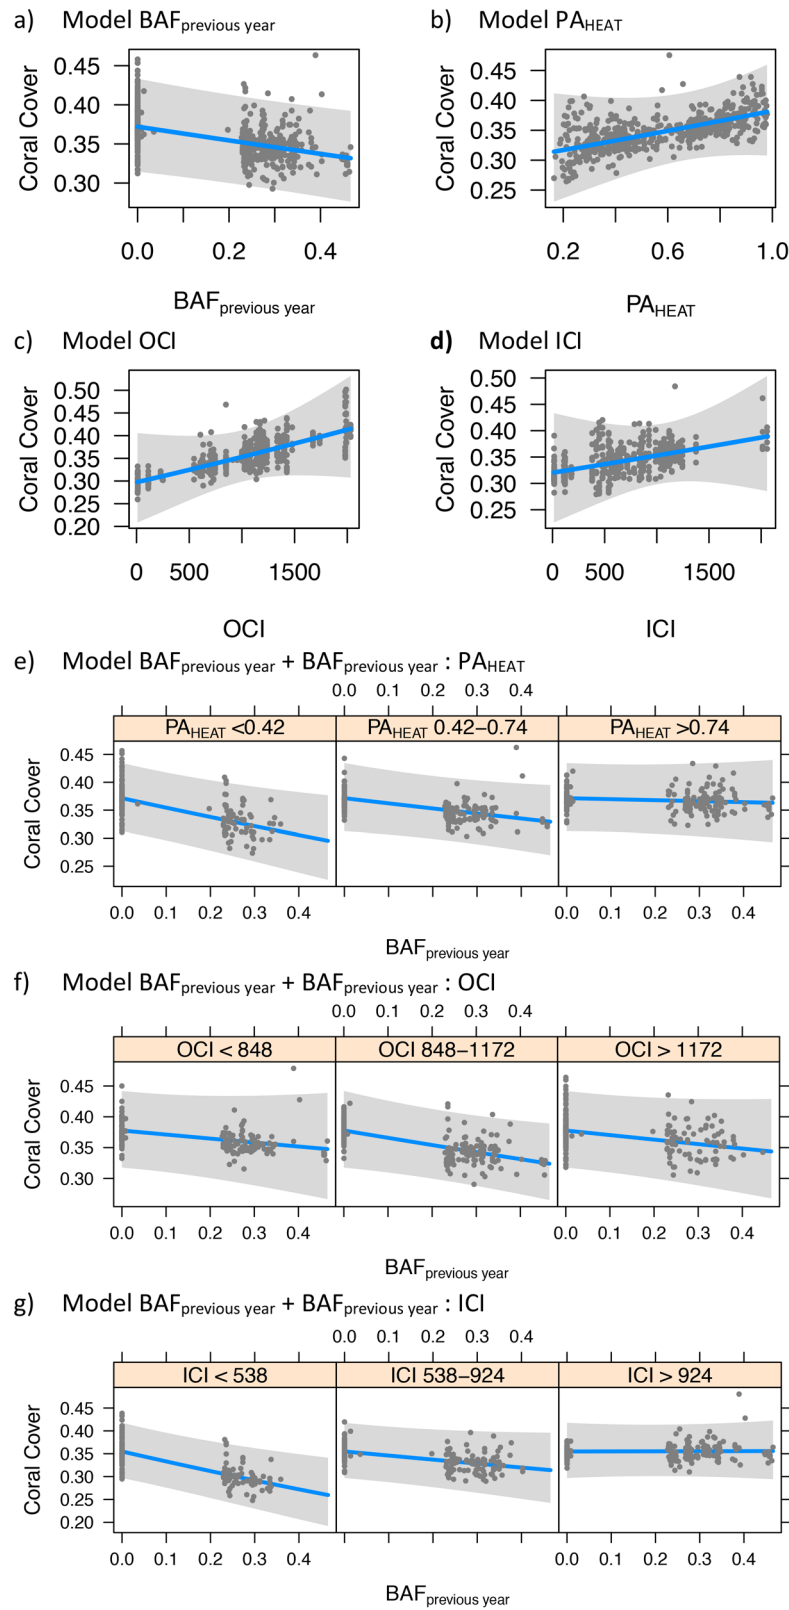 a) Model BAFprevious year
b) Model PAHEAT
Coral Cover
0.45
0.40
0.35
0.30
0.0 0.2 0.4
BAFprevious year
Coral Cover
0.45
0.40
0.35
0.30
0.25
0.2 0.6 1.0
PAHEAT
c) Model OCI
d) Model ICI
Coral Cover
0.50
0.45
0.40
0.35
0.30
0.25
0.20
0 500 1500
OCI
Coral Cover
0.50
0.45
0.40
0.35
0.30
0.25
0 500 1500
ICI
e) Model BAFprevious year + BAFprevious year : PAHEAT
0.0 0.1 0.2 0.3 0.4
PAHEAT <0.42 PAHEAT 0.42−0.74 PAHEAT >0.74
Coral Cover
0.45
0.40
0.35
0.30
0.25
0.0 0.1 0.2 0.3 0.4 0.0 0.1 0.2 0.3 0.4
BAFprevious year
f) Model BAFprevious year + BAFprevious year : OCI
0.0 0.1 0.2 0.3 0.4
OCI < 848 OCI 848−1172 OCI > 1172
Coral Cover
0.45
0.40
0.35
0.30
0.0 0.1 0.2 0.3 0.4 0.0 0.1 0.2 0.3 0.4
BAFprevious year
g) Model BAFprevious year + BAFprevious year : ICI
0.0 0.1 0.2 0.3 0.4
ICI < 538 ICI 538−924 ICI > 924
Coral Cover
0.45
0.40
0.35
0.30
0.25
0.20
0.0 0.1 0.2 0.3 0.4 0.0 0.1 0.2 0.3 0.4
BAFprevious year